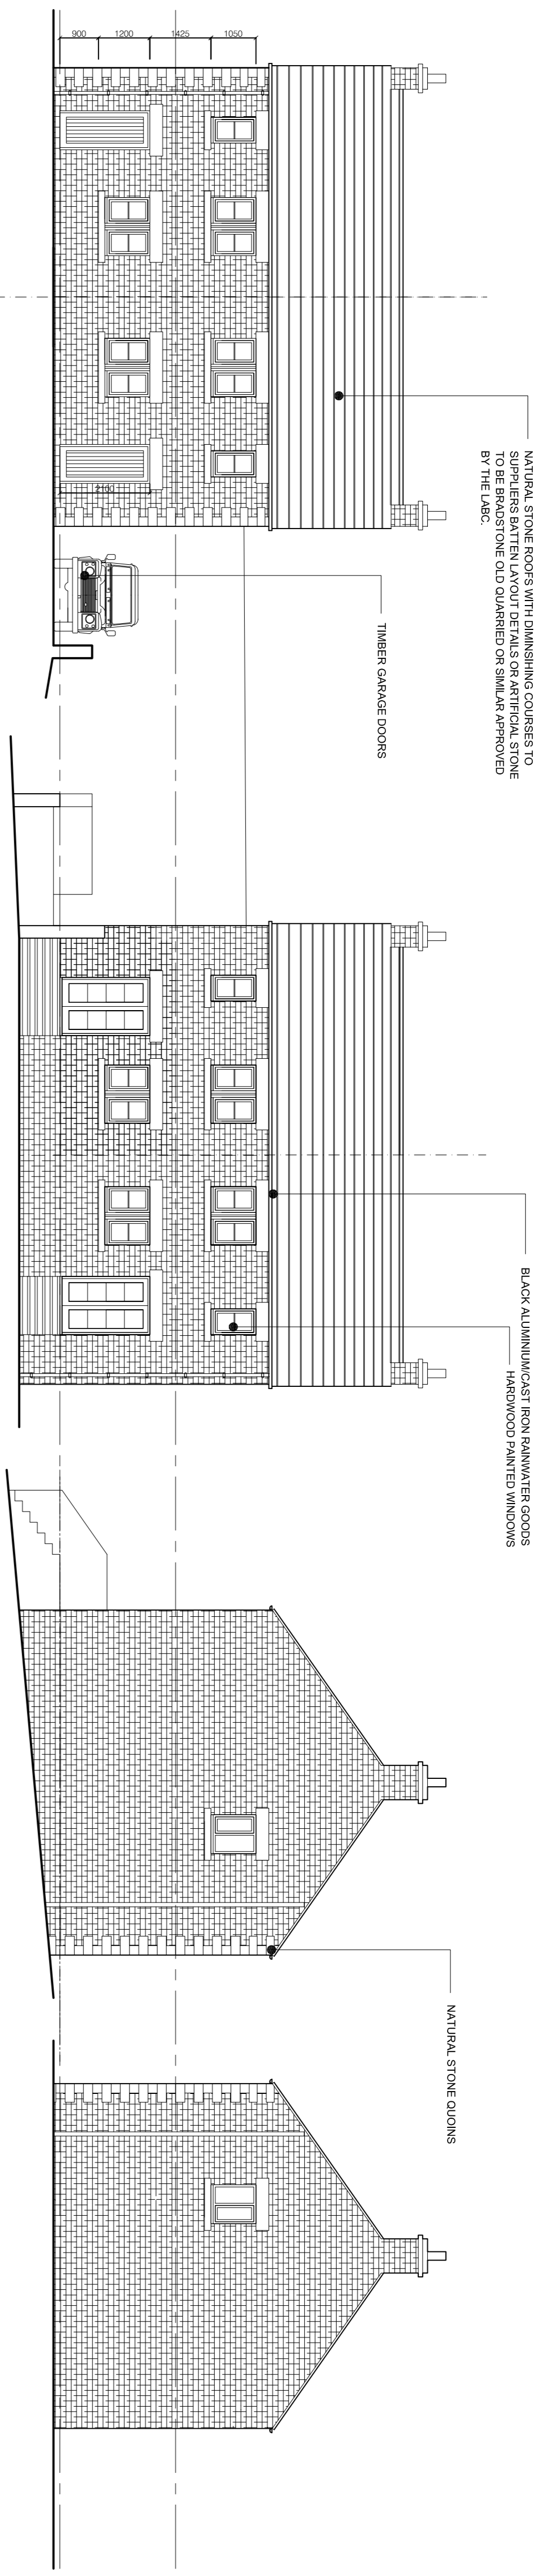 NATURAL STONE ROOFS WITH DIMINSIHING COURSES TO
SUPPLIERS BATTEN LAYOUT DETAILS OR ARTIFICIAL STONE
TO BE BRADSTONE OLD QUARRIED OR SIMILAR APPROVED
BY THE LABC.
TIMBER GARAGE DOORS
BLACK ALUMINIUM/CAST IRON RAINWATER GOODS
HARDWOOD PAINTED WINDOWS
NATURAL STONE QUOINS
900
1200
1425
1050
2100